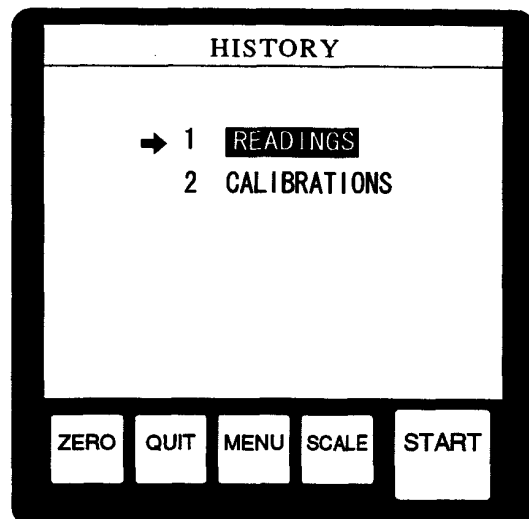 HISTORY
➡ 1 READINGS
2 CALIBRATIONS
ZERO QUIT MENU SCALE START